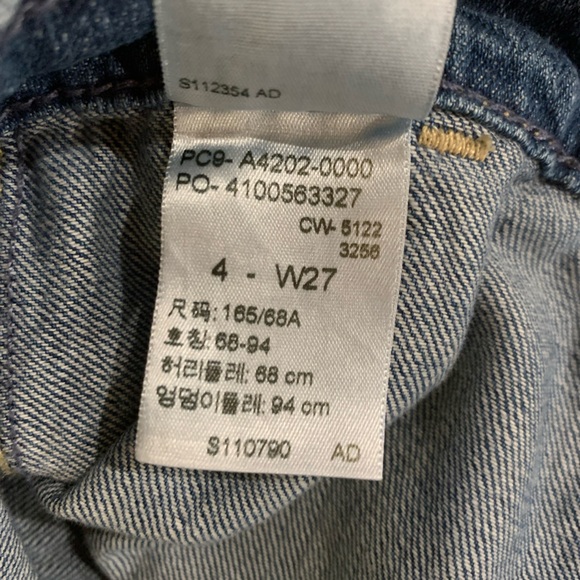 S112354 AD
PC9- A4202-0000
PO- 4100563327
CW- 5122
3256
4 - W27
尺码: 165/68A
호칭: 68-94
허리둘레: 68 cm
엉덩이둘레: 94 cm
S110790 AD